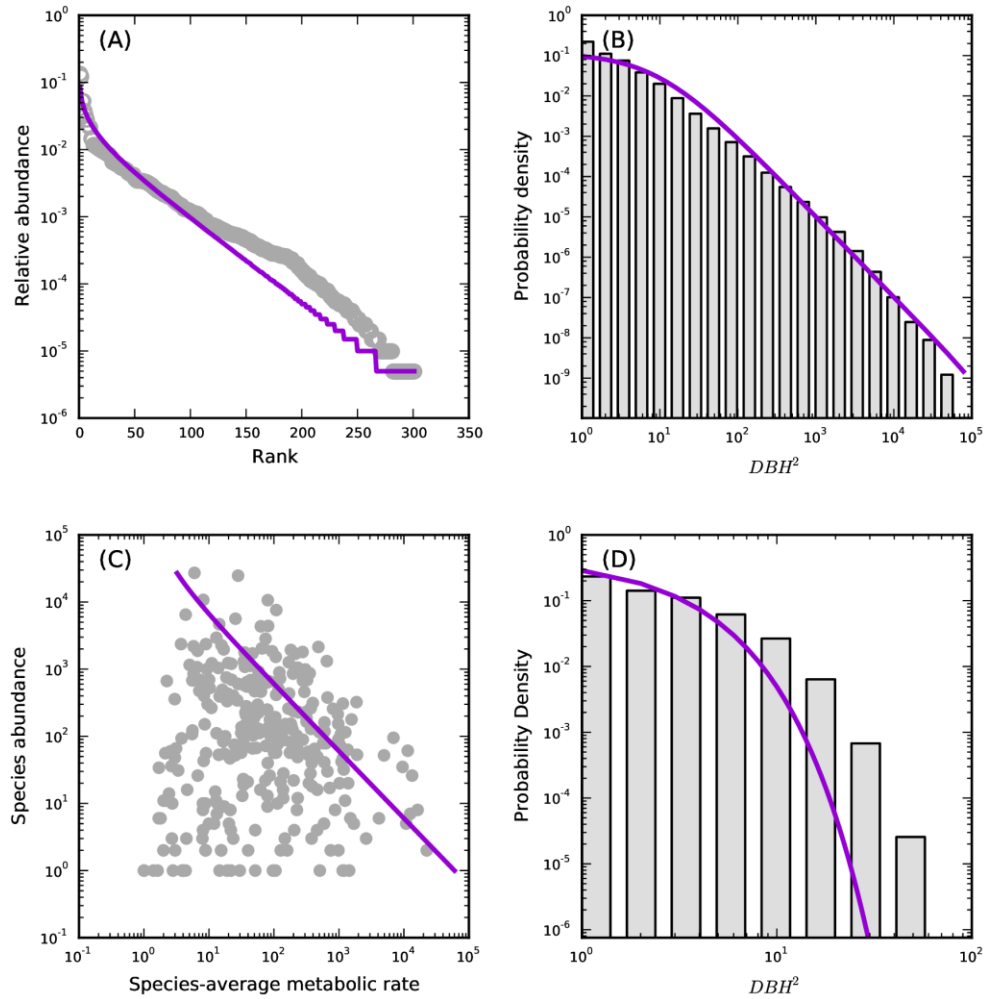 (A)
Relative abundance
10^0
10^-1
10^-2
10^-3
10^-4
10^-5
10^-6
0 50 100 150 200 250 300 350
Rank
(B)
Probability density
10^0
10^-1
10^-2
10^-3
10^-4
10^-5
10^-6
10^-7
10^-8
10^-9
10^0 10^1 10^2 10^3 10^4 10^5
DBH^2
(C)
Species abundance
10^5
10^4
10^3
10^2
10^1
10^0
10^-1
10^-1 10^0 10^1 10^2 10^3 10^4 10^5
Species-average metabolic rate
(D)
Probability Density
10^0
10^-1
10^-2
10^-3
10^-4
10^-5
10^-6
10^0 10^1 10^2
DBH^2